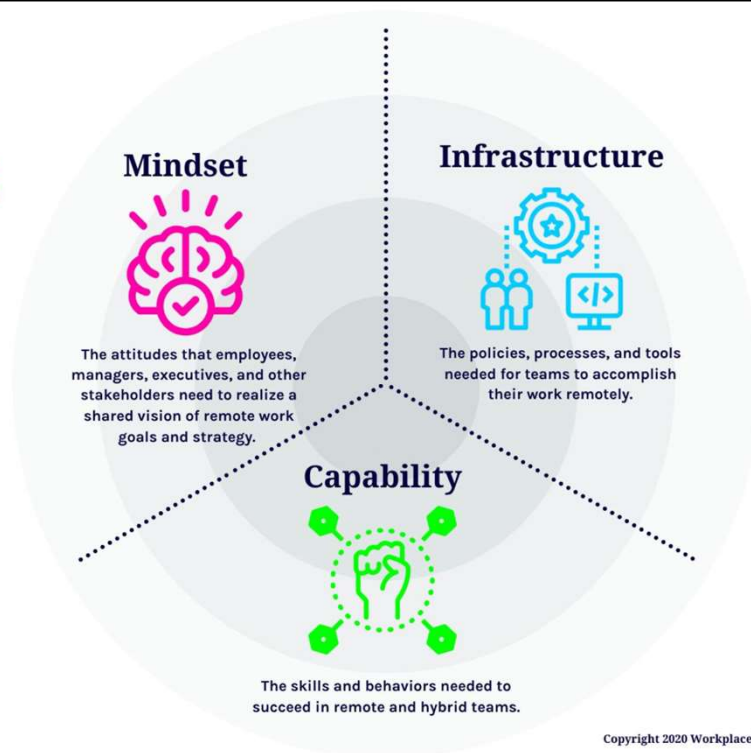 Mindset
The attitudes that employees,
managers, executives, and other
stakeholders need to realize a
shared vision of remote work
goals and strategy.
Infrastructure
</>
The policies, processes, and tools
needed for teams to accomplish
their work remotely.
Capability
The skills and behaviors needed to
succeed in remote and hybrid teams.
Copyright 2020 Workplace